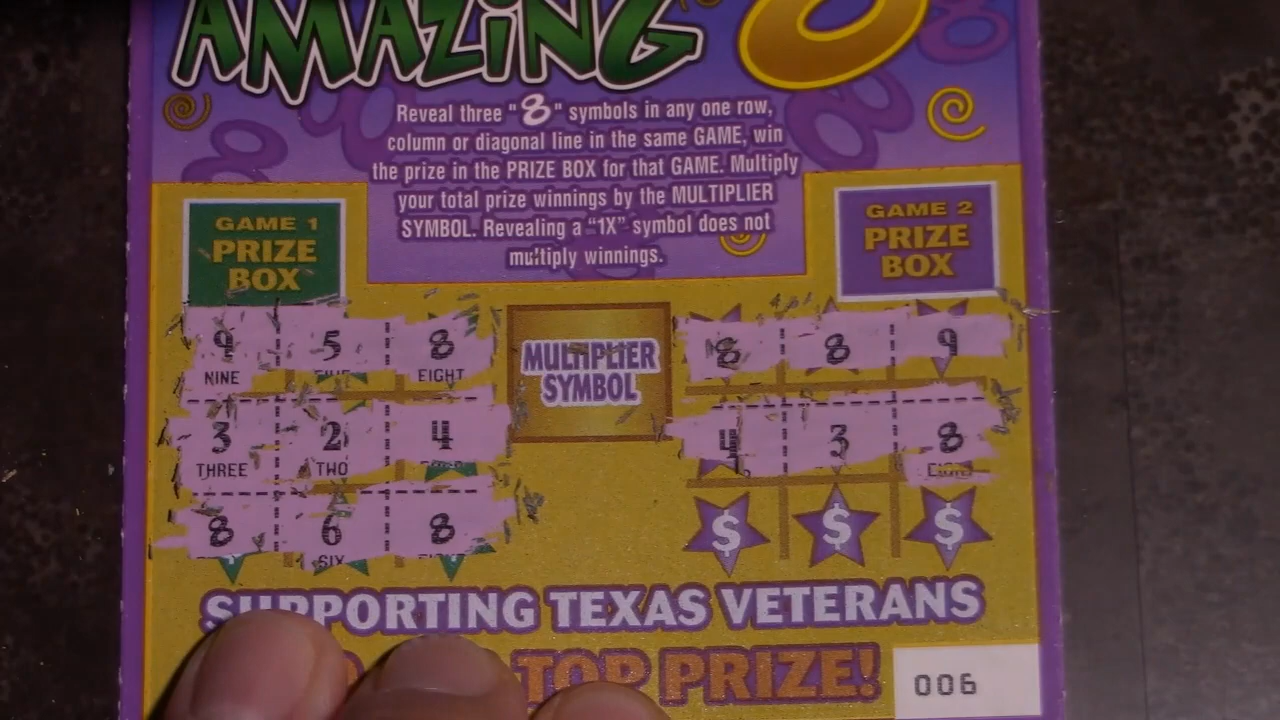 AMAZING 8
Reveal three "8" symbols in any one row,
column or diagonal line in the same GAME, win
the prize in the PRIZE BOX for that GAME. Multiply
your total prize winnings by the MULTIPLIER
SYMBOL. Revealing a "1X" symbol does not
multiply winnings.
GAME 1
PRIZE
BOX
GAME 2
PRIZE
BOX
9 5 8
NINE FIVE EIGHT
3 2 4
THREE TWO
8 6 8
SIX
MULTIPLIER
SYMBOL
8 8 9
4 3 8
EIGHT
$ $ $
SUPPORTING TEXAS VETERANS
TOP PRIZE!
006